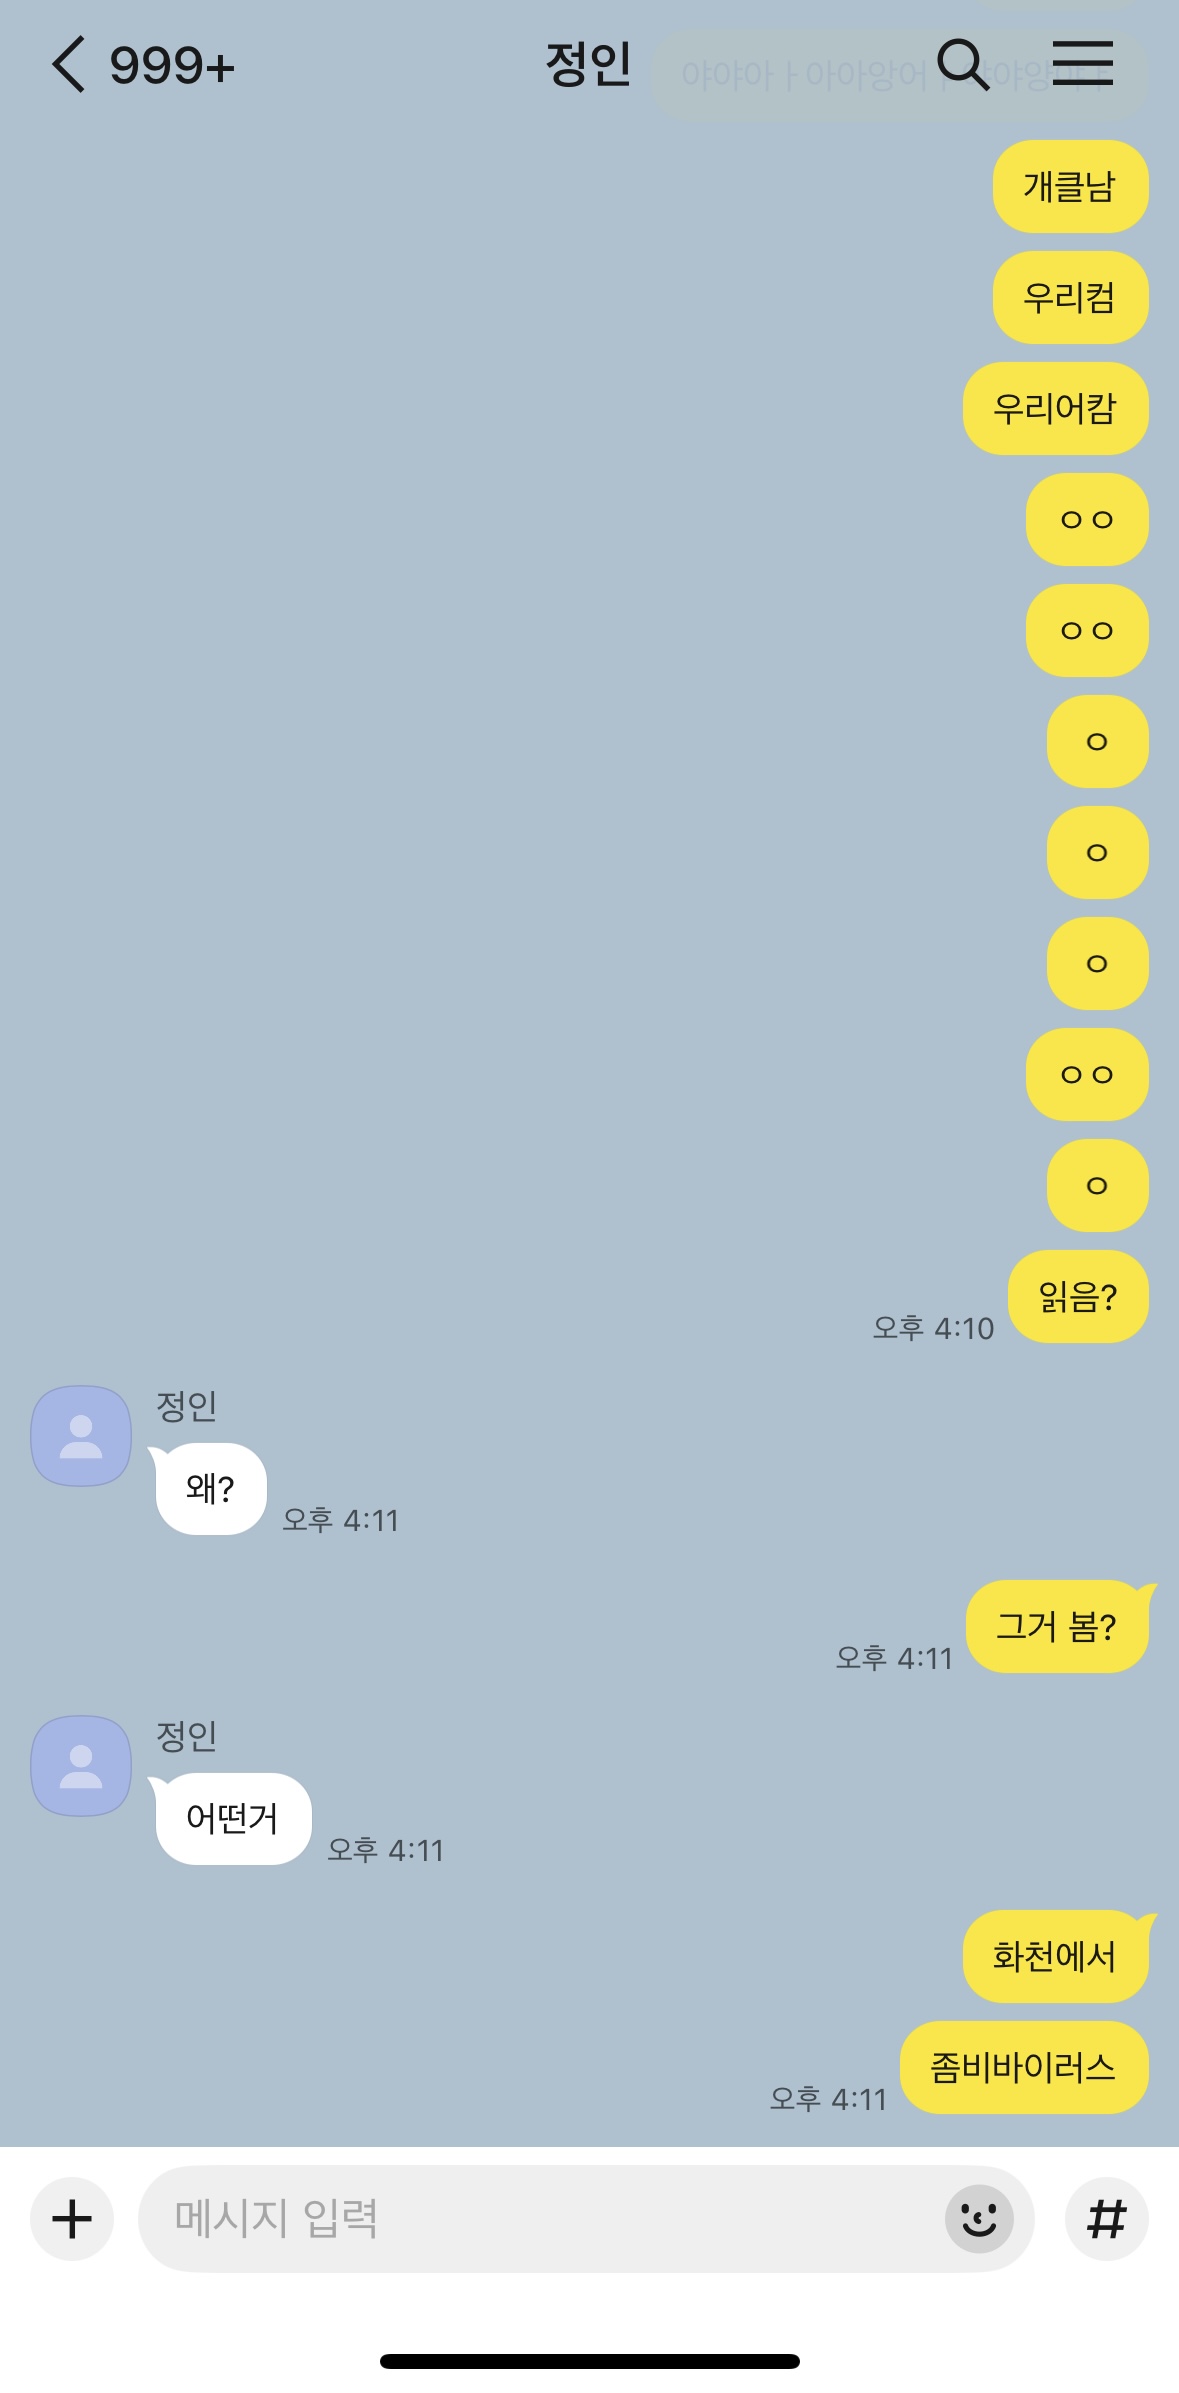 999+
정인
개클남
우리컴
우리어캄
ㅇㅇ
ㅇㅇ
ㅇ
ㅇ
ㅇ
ㅇㅇ
ㅇ
읽음?
오후 4:10
정인
왜?
오후 4:11
그거 봄?
오후 4:11
정인
어떤거
오후 4:11
화천에서
좀비바이러스
오후 4:11
메시지 입력
#